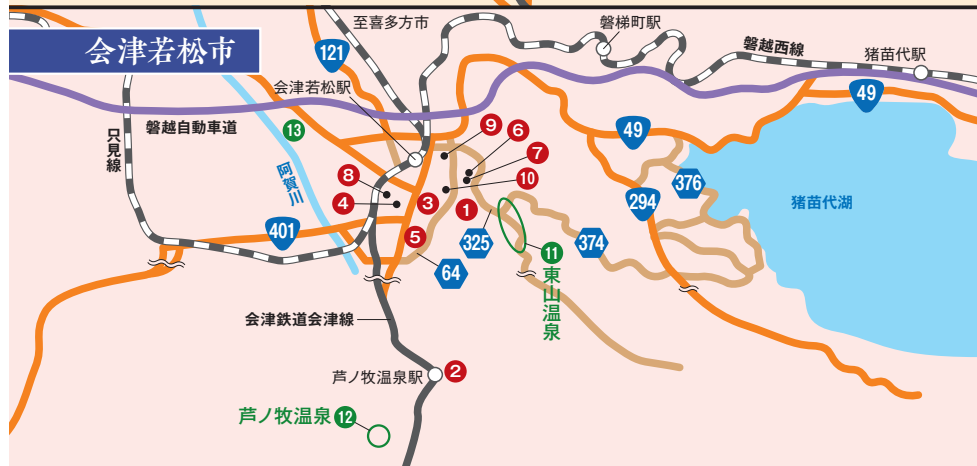 会津若松市
至喜多方市
磐梯町駅
磐越西線
猪苗代駅
121
会津若松駅
49
磐越自動車道
只見線
13
阿賀川
9
6
7
10
49
8
4
3
1
376
294
猪苗代湖
401
5
325
11
374
64
東山温泉
会津鉄道会津線
芦ノ牧温泉駅
2
芦ノ牧温泉
12